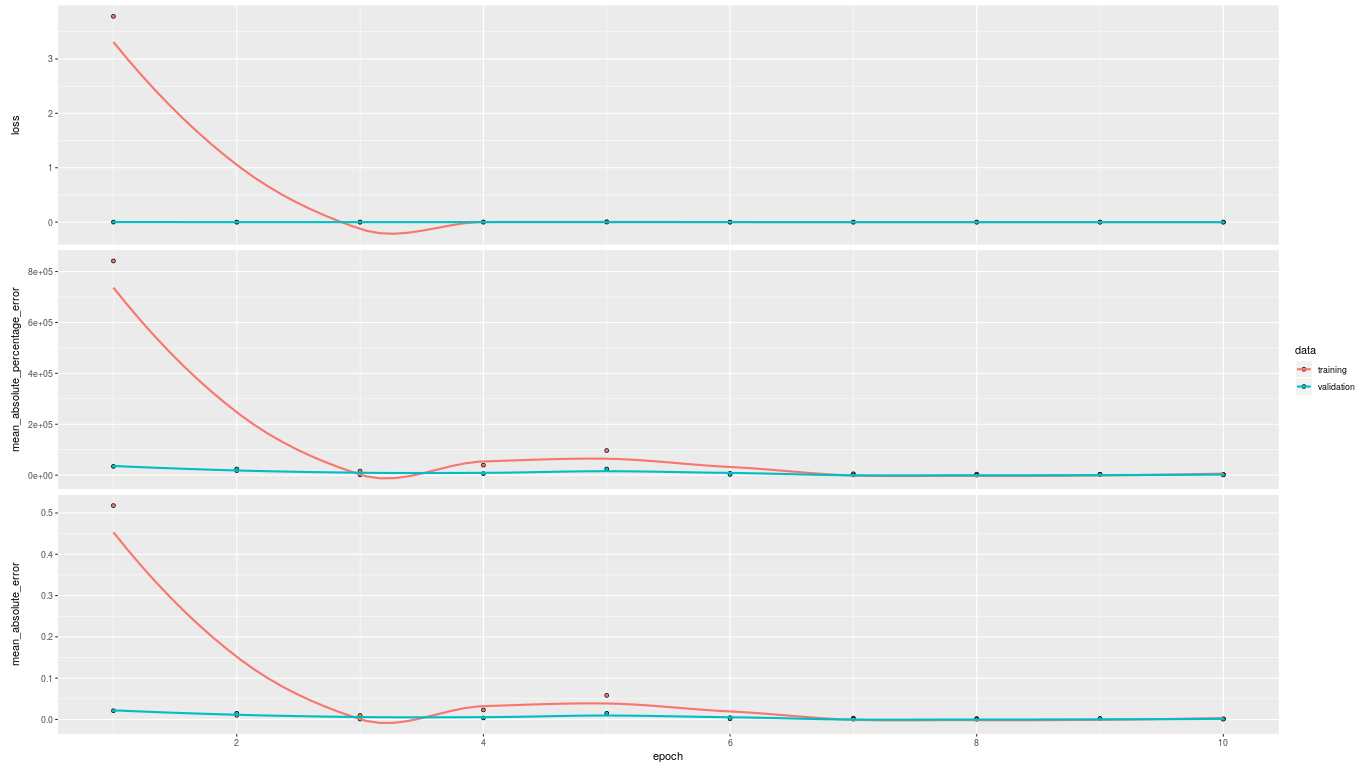 loss
3
2
1
0
mean_absolute_percentage_error
8e+05
6e+05
4e+05
2e+05
0e+00
mean_absolute_error
0.5
0.4
0.3
0.2
0.1
0.0
2 4 6 8 10
epoch
data
training
validation